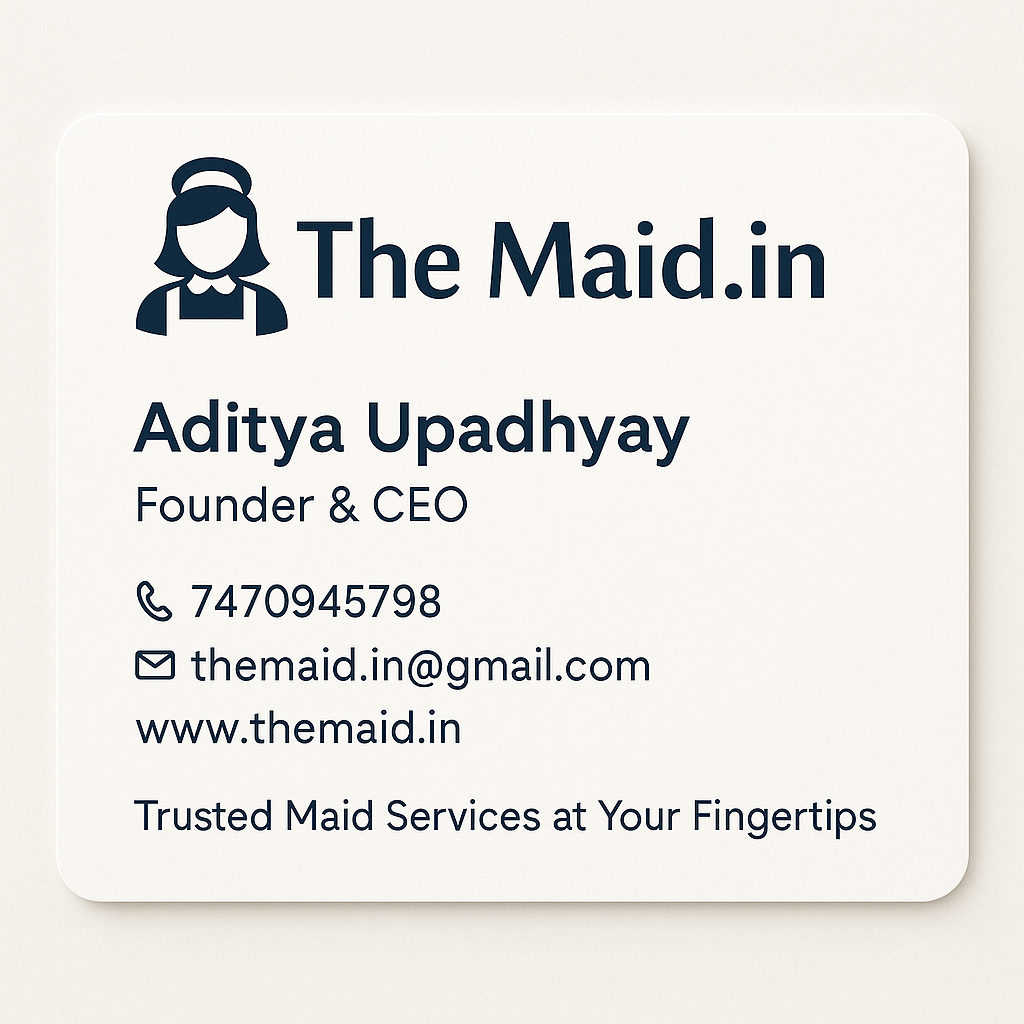 The Maid.in
Aditya Upadhyay
Founder & CEO
7470945798
themaid.in@gmail.com
www.themaid.in
Trusted Maid Services at Your Fingertips